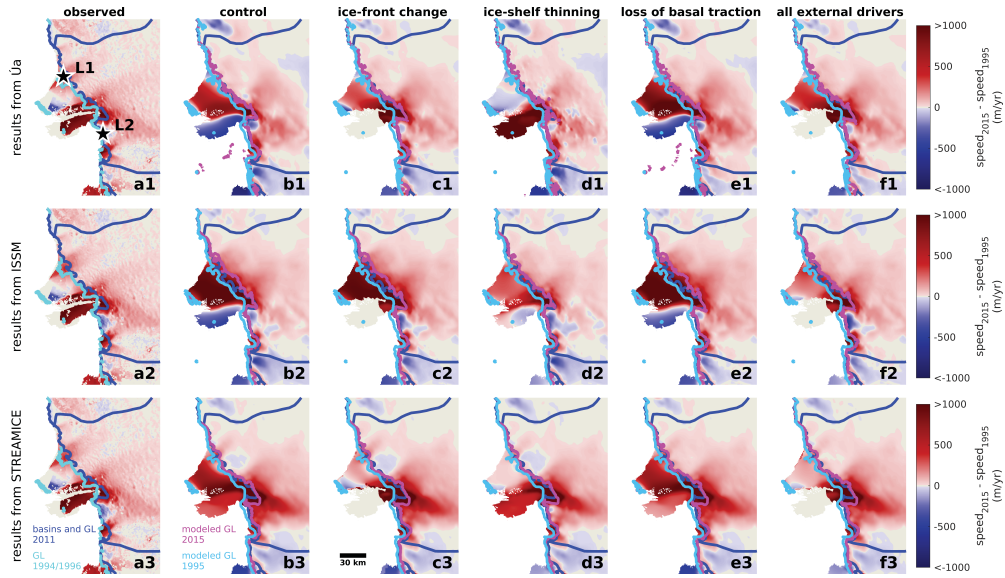 observed
control
ice-front change
ice-shelf thinning
loss of basal traction
all external drivers
results from Úa
L1
L2
a1
b1
c1
d1
e1
f1
>1000
500
0
-500
<-1000
speed2015 - speed1995
(m/yr)
results from ISSM
a2
b2
c2
d2
e2
f2
>1000
500
0
-500
<-1000
speed2015 - speed1995
(m/yr)
results from STREAMICE
basins and GL
2011
GL
1994/1996
a3
modeled GL
2015
modeled GL
1995
b3
30 km
c3
d3
e3
f3
>1000
500
0
-500
<-1000
speed2015 - speed1995
(m/yr)